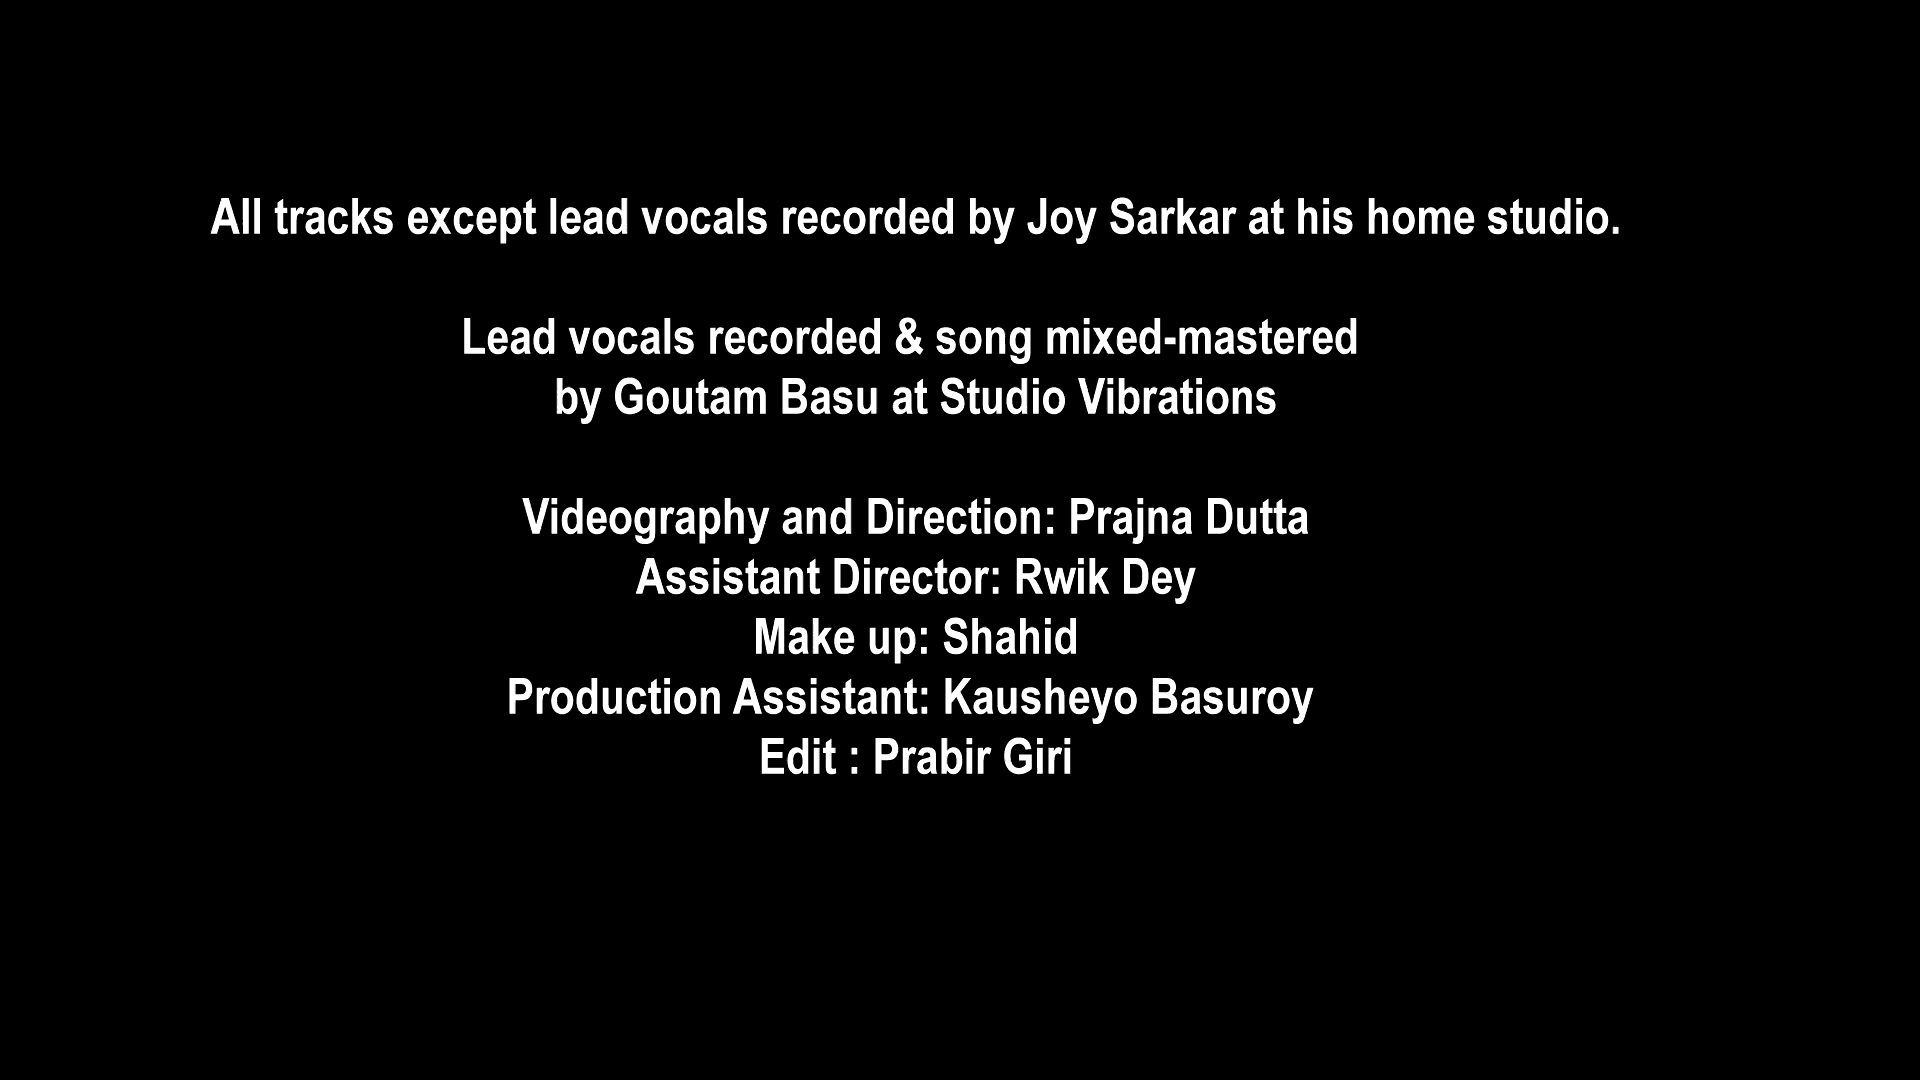 All tracks except lead vocals recorded by Joy Sarkar at his home studio.
Lead vocals recorded & song mixed-mastered
by Goutam Basu at Studio Vibrations
Videography and Direction: Prajna Dutta
Assistant Director: Rwik Dey
Make up: Shahid
Production Assistant: Kausheyo Basuroy
Edit : Prabir Giri